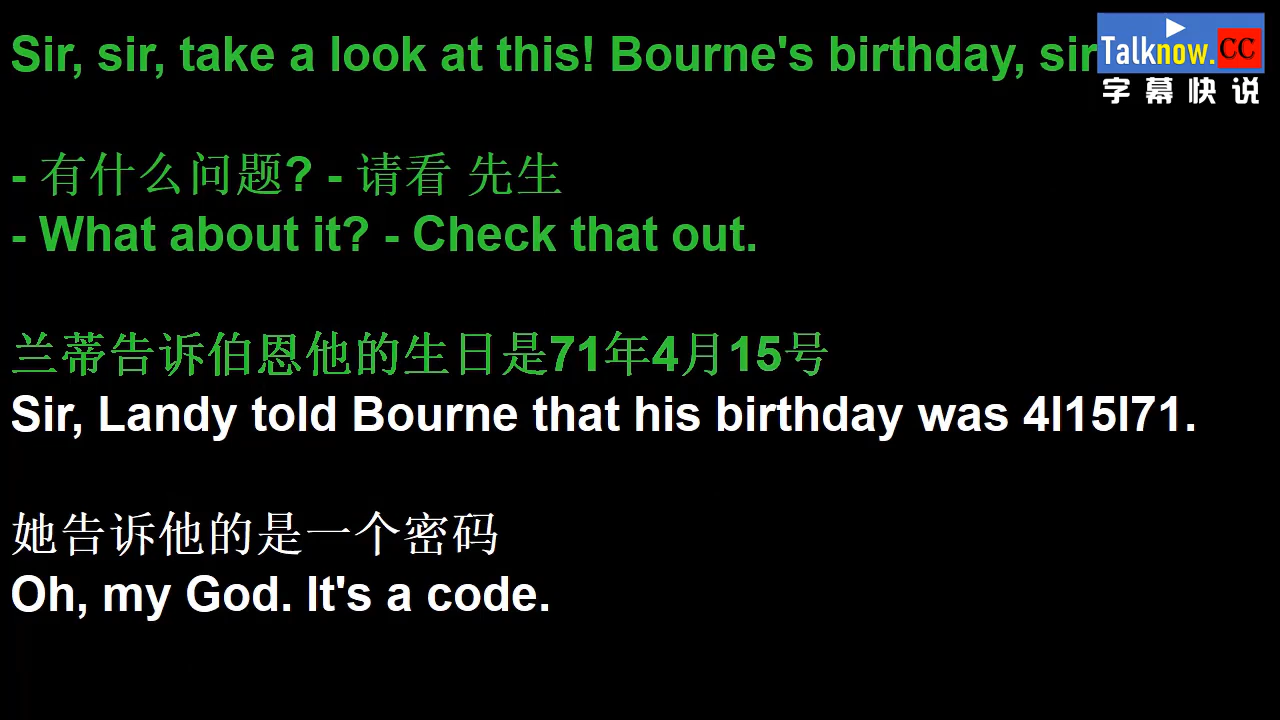 Sir, sir, take a look at this! Bourne's birthday, sir
Talknow.CC
字幕快说
- 有什么问题? - 请看 先生
- What about it? - Check that out.
兰蒂告诉伯恩他的生日是71年4月15号
Sir, Landy told Bourne that his birthday was 4l15l71.
她告诉他的是一个密码
Oh, my God. It's a code.